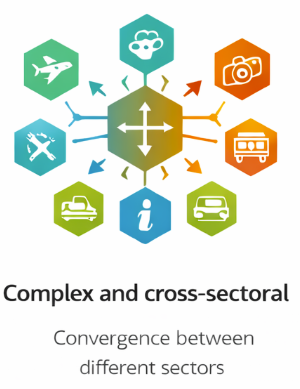 Complex and cross-sectoral
Convergence between
different sectors